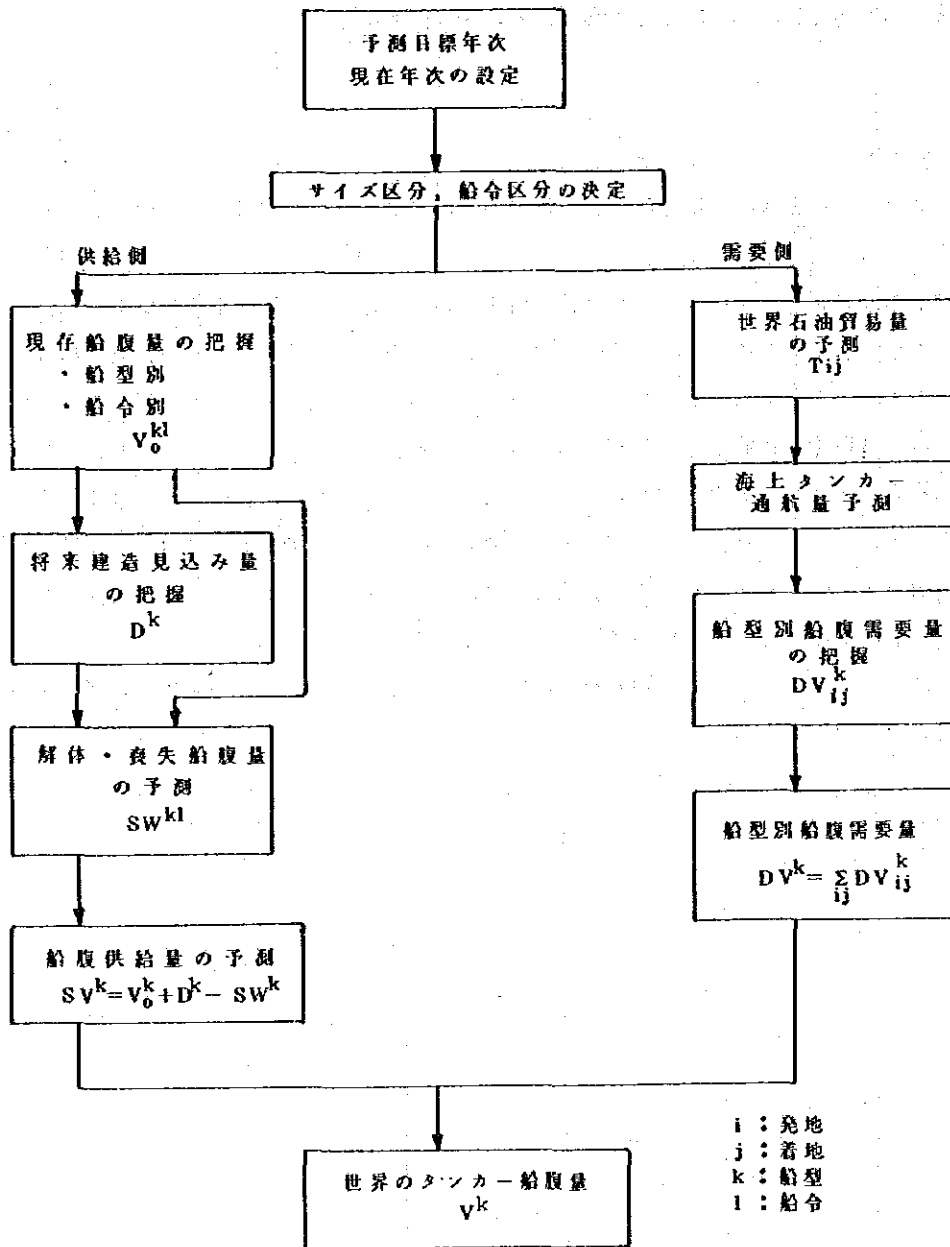 予測目標年次
現在年次の設定
サイズ区分，船令区分の決定
供給側
需要側
現存船腹量の把握
・船型別
・船令別
V₀^{kl}
将来建造見込み量
の把握
D^k
解体・喪失船腹量
の予測
SW^{kl}
船腹供給量の予測
SV^k=V₀^k+D^k－SW^k
世界石油貿易量
の予測
Tij
海上タンカー
通航量予測
船型別船腹需要量
の把握
DV_{ij}^k
船型別船腹需要量
DV^k=Σ_{ij}DV_{ij}^k
世界のタンカー船腹量
V^k
i：発地
j：着地
k：船型
l：船令